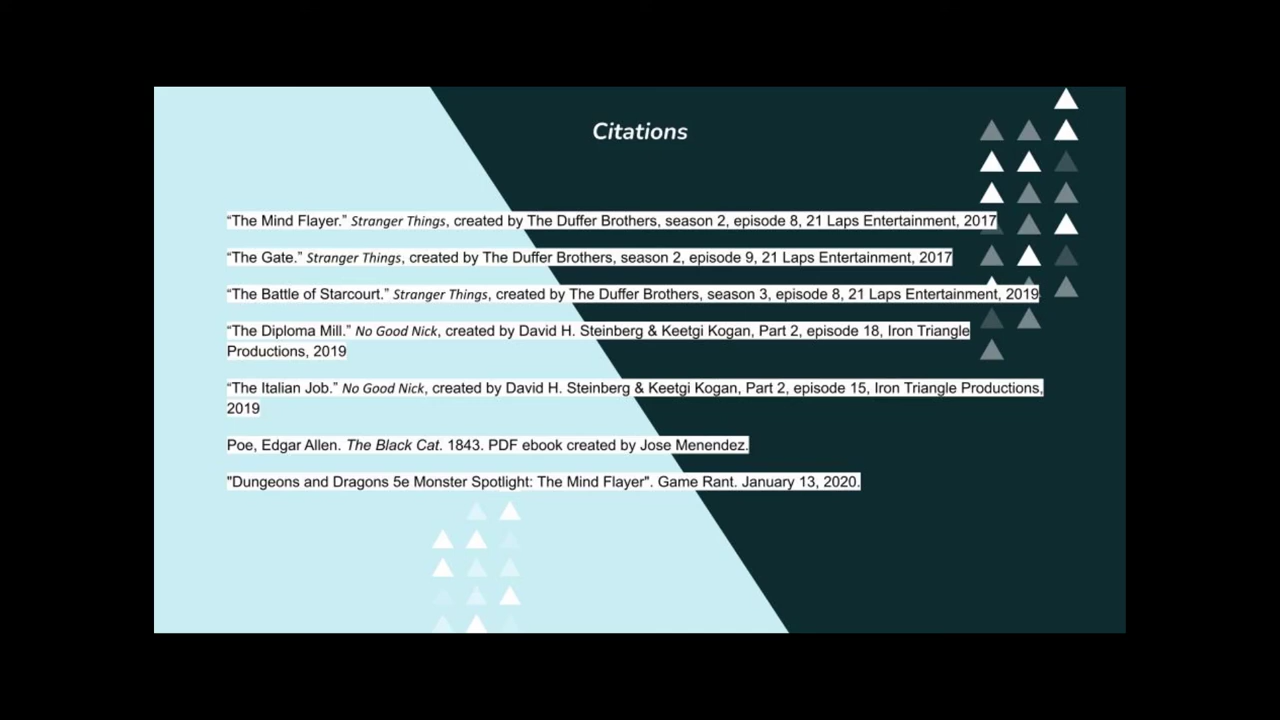 Citations
“The Mind Flayer.” Stranger Things, created by The Duffer Brothers, season 2, episode 8, 21 Laps Entertainment, 2017
“The Gate.” Stranger Things, created by The Duffer Brothers, season 2, episode 9, 21 Laps Entertainment, 2017
“The Battle of Starcourt.” Stranger Things, created by The Duffer Brothers, season 3, episode 8, 21 Laps Entertainment, 2019
“The Diploma Mill.” No Good Nick, created by David H. Steinberg & Keetgi Kogan, Part 2, episode 18, Iron Triangle
Productions, 2019
“The Italian Job.” No Good Nick, created by David H. Steinberg & Keetgi Kogan, Part 2, episode 15, Iron Triangle Productions,
2019
Poe, Edgar Allen. The Black Cat. 1843. PDF ebook created by Jose Menendez.
"Dungeons and Dragons 5e Monster Spotlight: The Mind Flayer". Game Rant. January 13, 2020.